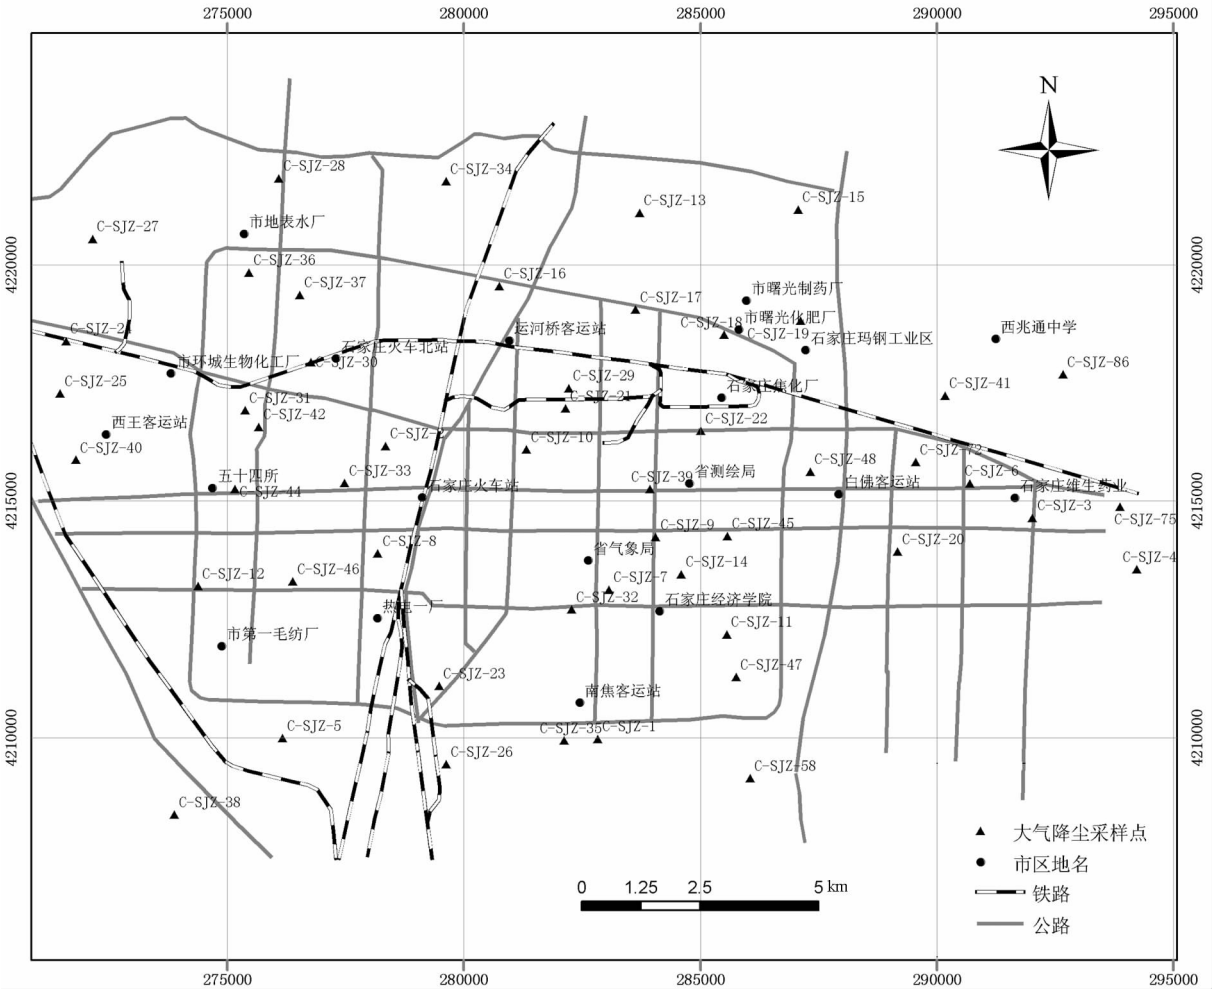 275000
280000
285000
290000
295000
N
C-SJZ-28
C-SJZ-34
C-SJZ-13
C-SJZ-15
C-SJZ-27
市地表水厂
4220000
4220000
C-SJZ-36
C-SJZ-37
C-SJZ-16
市曙光制药厂
C-SJZ-17
C-SJZ-18
市曙光化肥厂
C-SJZ-19
石家庄玛钢工业区
西兆通中学
运河桥客运站
石家庄火车北站
市环城生物化工厂
C-SJZ-30
C-SJZ-86
C-SJZ-25
C-SJZ-29
石家庄焦化厂
C-SJZ-41
C-SJZ-31
C-SJZ-21
C-SJZ-42
西王客运站
C-SJZ-22
C-SJZ-10
C-SJZ-40
C-SJZ-72
C-SJZ-48
五十四所
C-SJZ-33
C-SJZ-39
省测绘局
C-SJZ-6
白佛客运站
石家庄维生药业
C-SJZ-44
石家庄火车站
4215000
4215000
C-SJZ-3
C-SJZ-75
C-SJZ-9
C-SJZ-45
C-SJZ-8
省气象局
C-SJZ-20
C-SJZ-4
C-SJZ-12
C-SJZ-46
C-SJZ-14
C-SJZ-7
C-SJZ-32
石家庄经济学院
热电一厂
市第一毛纺厂
C-SJZ-11
C-SJZ-23
C-SJZ-47
南焦客运站
4210000
4210000
C-SJZ-5
C-SJZ-35
C-SJZ-1
C-SJZ-26
C-SJZ-58
C-SJZ-38
大气降尘采样点
市区地名
铁路
公路
0
1.25
2.5
5 km
275000
280000
285000
290000
295000